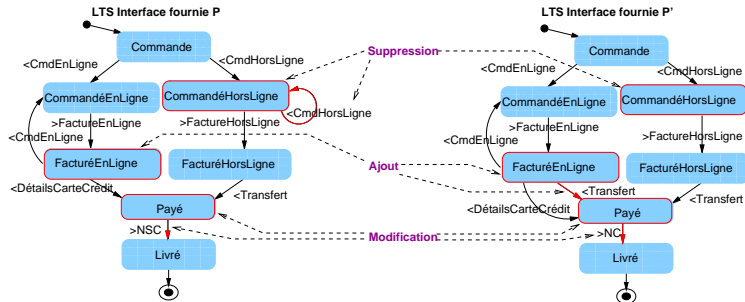 LTS Interface fournie P
LTS Interface fournie P'
Commande
<CmdEnLigne
<CmdHorsLigne
CommandéEnLigne
CommandéHorsLigne
<CmdHorsLigne
>FactureEnLigne
>FactureHorsLigne
<CmdEnLigne
FacturéEnLigne
FacturéHorsLigne
<DétailsCarteCrédit
<Transfert
Payé
>NSC
Livré
Suppression
Ajout
Modification
Commande
<CmdEnLigne
<CmdHorsLigne
CommandéEnLigne
CommandéHorsLigne
>FactureEnLigne
>FactureHorsLigne
<CmdEnLigne
FacturéEnLigne
FacturéHorsLigne
<Transfert
<Transfert
<DétailsCarteCrédit
Payé
>NC
Livré